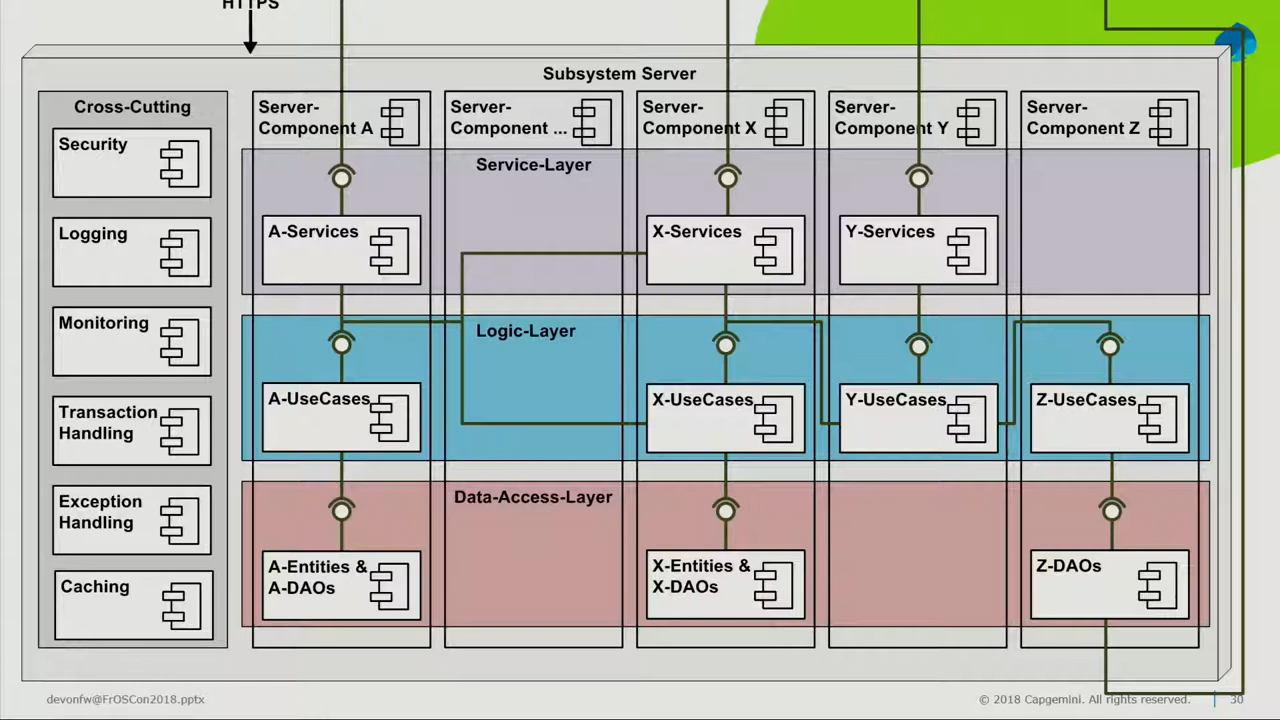 HTTPS
Subsystem Server
Cross-Cutting
Security
Logging
Monitoring
Transaction
Handling
Exception
Handling
Caching
Server-
Component A
Server-
Component ...
Server-
Component X
Server-
Component Y
Server-
Component Z
Service-Layer
A-Services
X-Services
Y-Services
Logic-Layer
A-UseCases
X-UseCases
Y-UseCases
Z-UseCases
Data-Access-Layer
A-Entities &
A-DAOs
X-Entities &
X-DAOs
Z-DAOs
devonfw@FrOSCon2018.pptx
© 2018 Capgemini. All rights reserved.
30